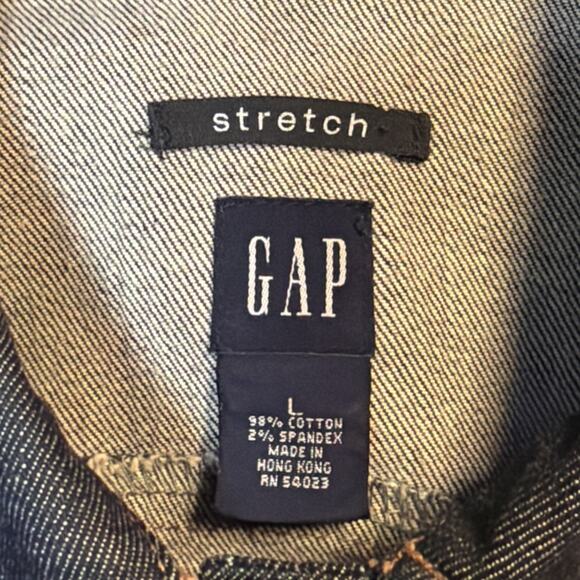 stretch
GAP
L
98% COTTON
2% SPANDEX
MADE IN
HONG KONG
RN 54023